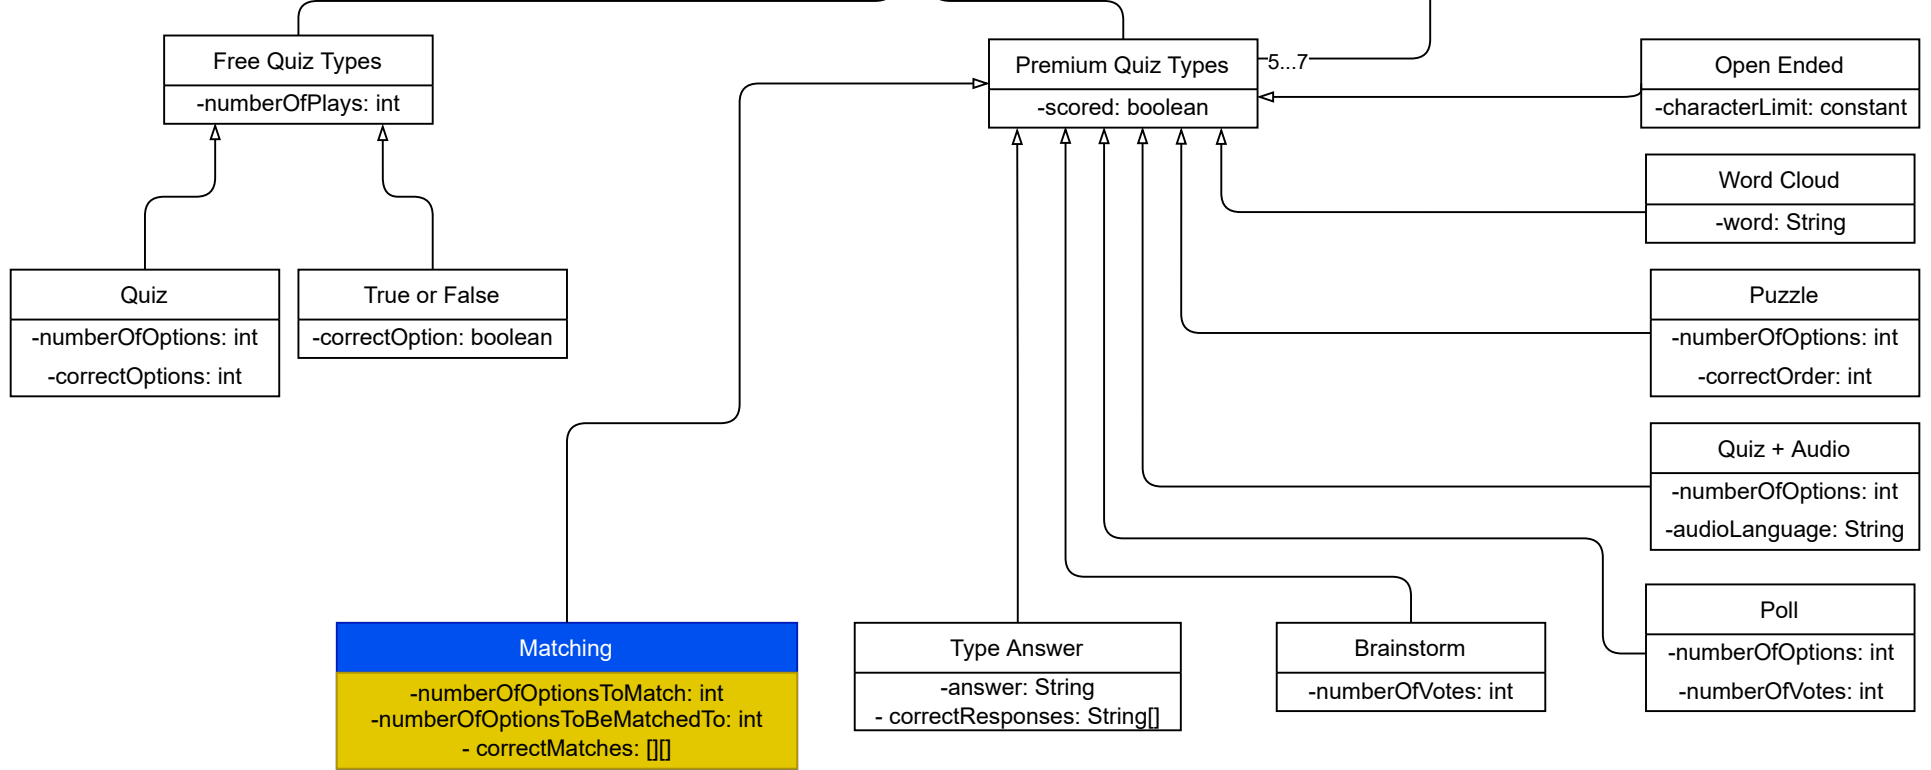 Free Quiz Types
-numberOfPlays: int
Premium Quiz Types
-scored: boolean
5...7
Open Ended
-characterLimit: constant
Word Cloud
-word: String
Quiz
-numberOfOptions: int
-correctOptions: int
True or False
-correctOption: boolean
Puzzle
-numberOfOptions: int
-correctOrder: int
Quiz + Audio
-numberOfOptions: int
-audioLanguage: String
Matching
-numberOfOptionsToMatch: int
-numberOfOptionsToBeMatchedTo: int
- correctMatches: [][]
Type Answer
-answer: String
- correctResponses: String[]
Brainstorm
-numberOfVotes: int
Poll
-numberOfOptions: int
-numberOfVotes: int